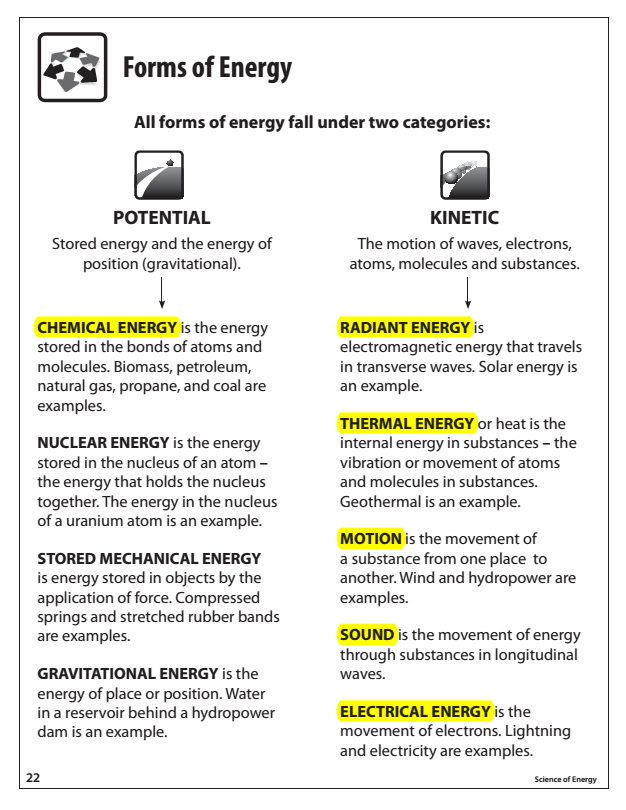 Forms of Energy
All forms of energy fall under two categories:
POTENTIAL
Stored energy and the energy of
position (gravitational).
CHEMICAL ENERGY is the energy
stored in the bonds of atoms and
molecules. Biomass, petroleum,
natural gas, propane, and coal are
examples.
NUCLEAR ENERGY is the energy
stored in the nucleus of an atom –
the energy that holds the nucleus
together. The energy in the nucleus
of a uranium atom is an example.
STORED MECHANICAL ENERGY
is energy stored in objects by the
application of force. Compressed
springs and stretched rubber bands
are examples.
GRAVITATIONAL ENERGY is the
energy of place or position. Water
in a reservoir behind a hydropower
dam is an example.
KINETIC
The motion of waves, electrons,
atoms, molecules and substances.
RADIANT ENERGY is
electromagnetic energy that travels
in transverse waves. Solar energy is
an example.
THERMAL ENERGY or heat is the
internal energy in substances – the
vibration or movement of atoms
and molecules in substances.
Geothermal is an example.
MOTION is the movement of
a substance from one place to
another. Wind and hydropower are
examples.
SOUND is the movement of energy
through substances in longitudinal
waves.
ELECTRICAL ENERGY is the
movement of electrons. Lightning
and electricity are examples.
22
Science of Energy